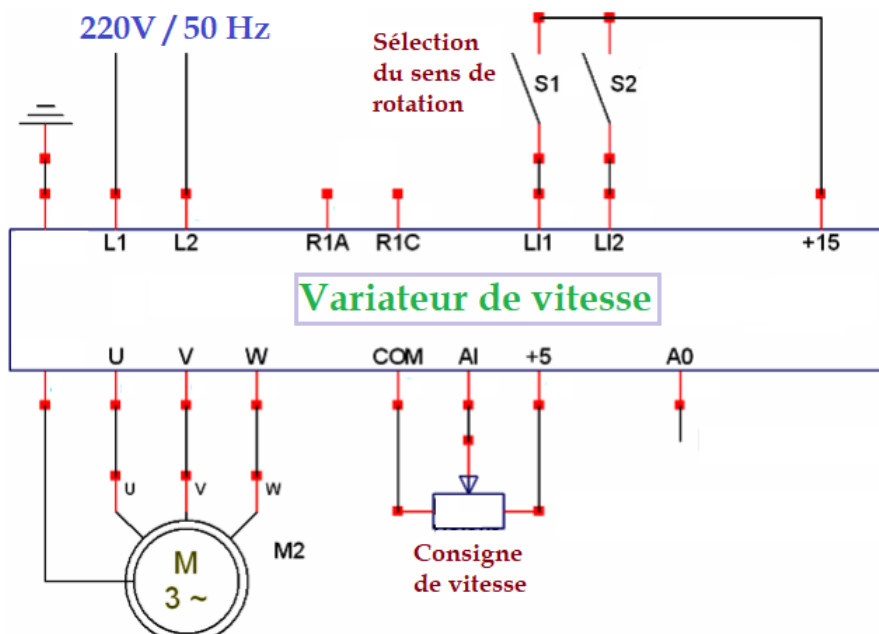 220V / 50 Hz
Sélection
du sens de
rotation
S1 S2
L1 L2 R1A R1C LI1 LI2 +15
Variateur de vitesse
U V W COM AI +5 A0
U V W
M
3 ~
M2
Consigne
de vitesse